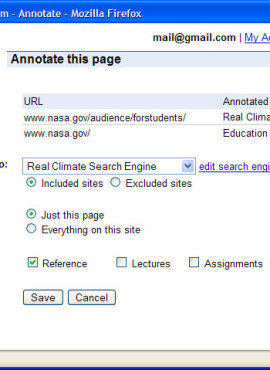 m - Annotate - Mozilla Firefox
mail@gmail.com | My A
Annotate this page
URL Annotated
www.nasa.gov/audience/forstudents/ Real Clima
www.nasa.gov/ Education
o: Real Climate Search Engine edit search engi
Included sites Excluded sites
Just this page
Everything on this site
Reference Lectures Assignments
Save Cancel